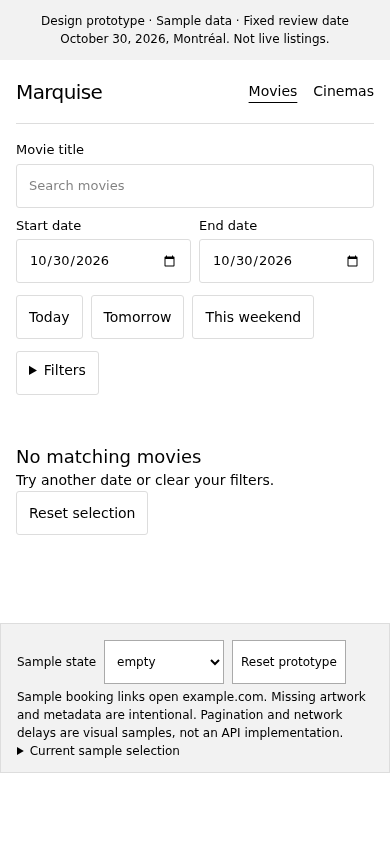 Design prototype · Sample data · Fixed review date
October 30, 2026, Montréal. Not live listings.
Marquise
Movies
Cinemas
Movie title
Search movies
Start date
End date
10/30/2026
10/30/2026
Today
Tomorrow
This weekend
Filters
No matching movies
Try another date or clear your filters.
Reset selection
Sample state
empty
Reset prototype
Sample booking links open example.com. Missing artwork
and metadata are intentional. Pagination and network
delays are visual samples, not an API implementation.
Current sample selection